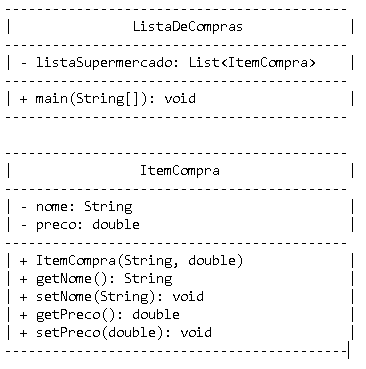 -------------------------------------------
| ListaDeCompras |
-------------------------------------------
| - listaSupermercado: List<ItemCompra> |
-------------------------------------------
| + main(String[]): void |
-------------------------------------------
-------------------------------------------
| ItemCompra |
-------------------------------------------
| - nome: String |
| - preco: double |
-------------------------------------------
| + ItemCompra(String, double) |
| + getNome(): String |
| + setNome(String): void |
| + getPreco(): double |
| + setPreco(double): void |
-------------------------------------------